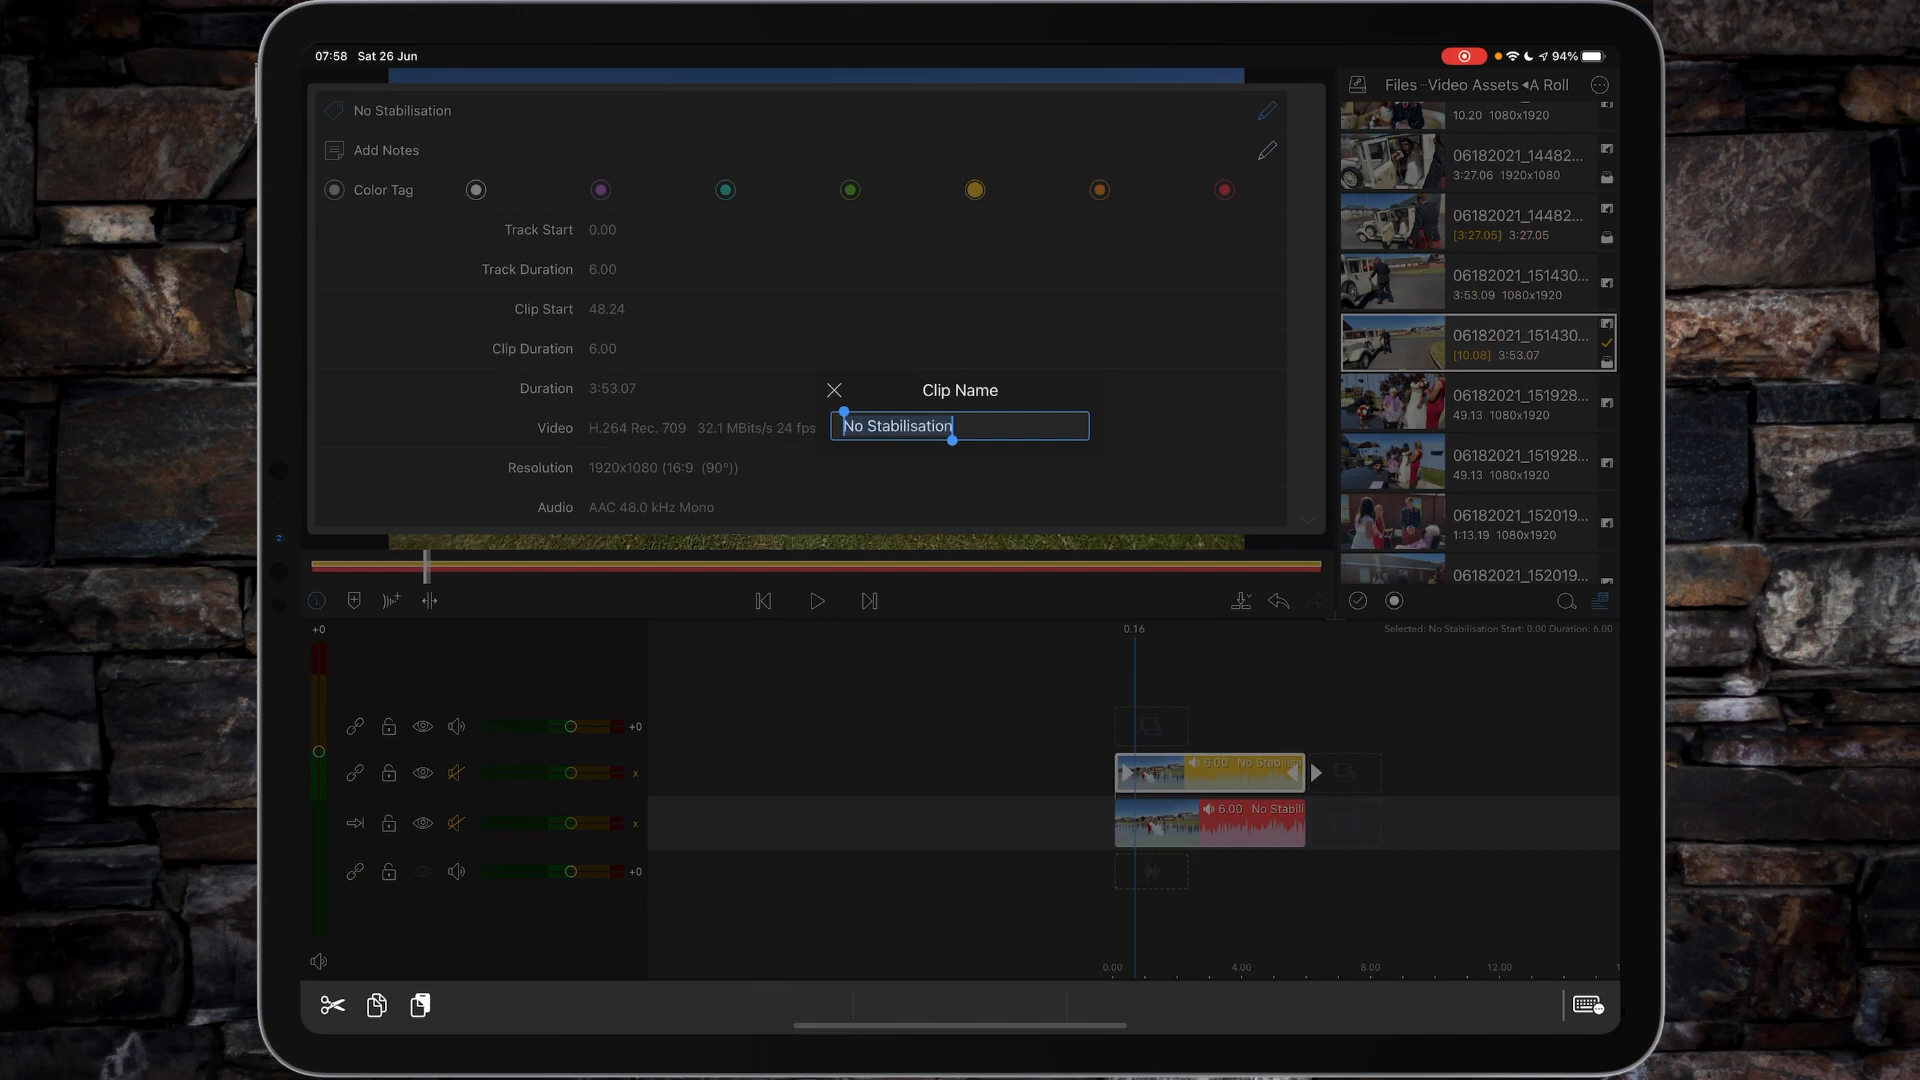 07:58 Sat 26 Jun
94%
Files Video Assets A Roll
No Stabilisation
Add Notes
Color Tag
Track Start 0.00
Track Duration 6.00
Clip Start 48.24
Clip Duration 6.00
Duration 3:53.07
Video H.264 Rec. 709 32.1 MBits/s 24 fps
Resolution 1920x1080 (16:9 (90°))
Audio AAC 48.0 kHz Mono
Clip Name
No Stabilisation
10.20 1080x1920
06182021_14482...
3:27.06 1920x1080
06182021_14482...
[3:27.05] 3:27.05
06182021_151430...
3:53.09 1080x1920
06182021_151430...
[10.08] 3:53.07
06182021_151928...
49.13 1080x1920
06182021_151928...
49.13 1080x1920
06182021_152019...
1:13.19 1080x1920
06182021_152019...
+0
0.16
Selected: No Stabilisation Start: 0.00 Duration: 6.00
+0
x
6.00 No Stabilisa
x
6.00 No Stabili
+0
0.00 4.00 8.00 12.00 1